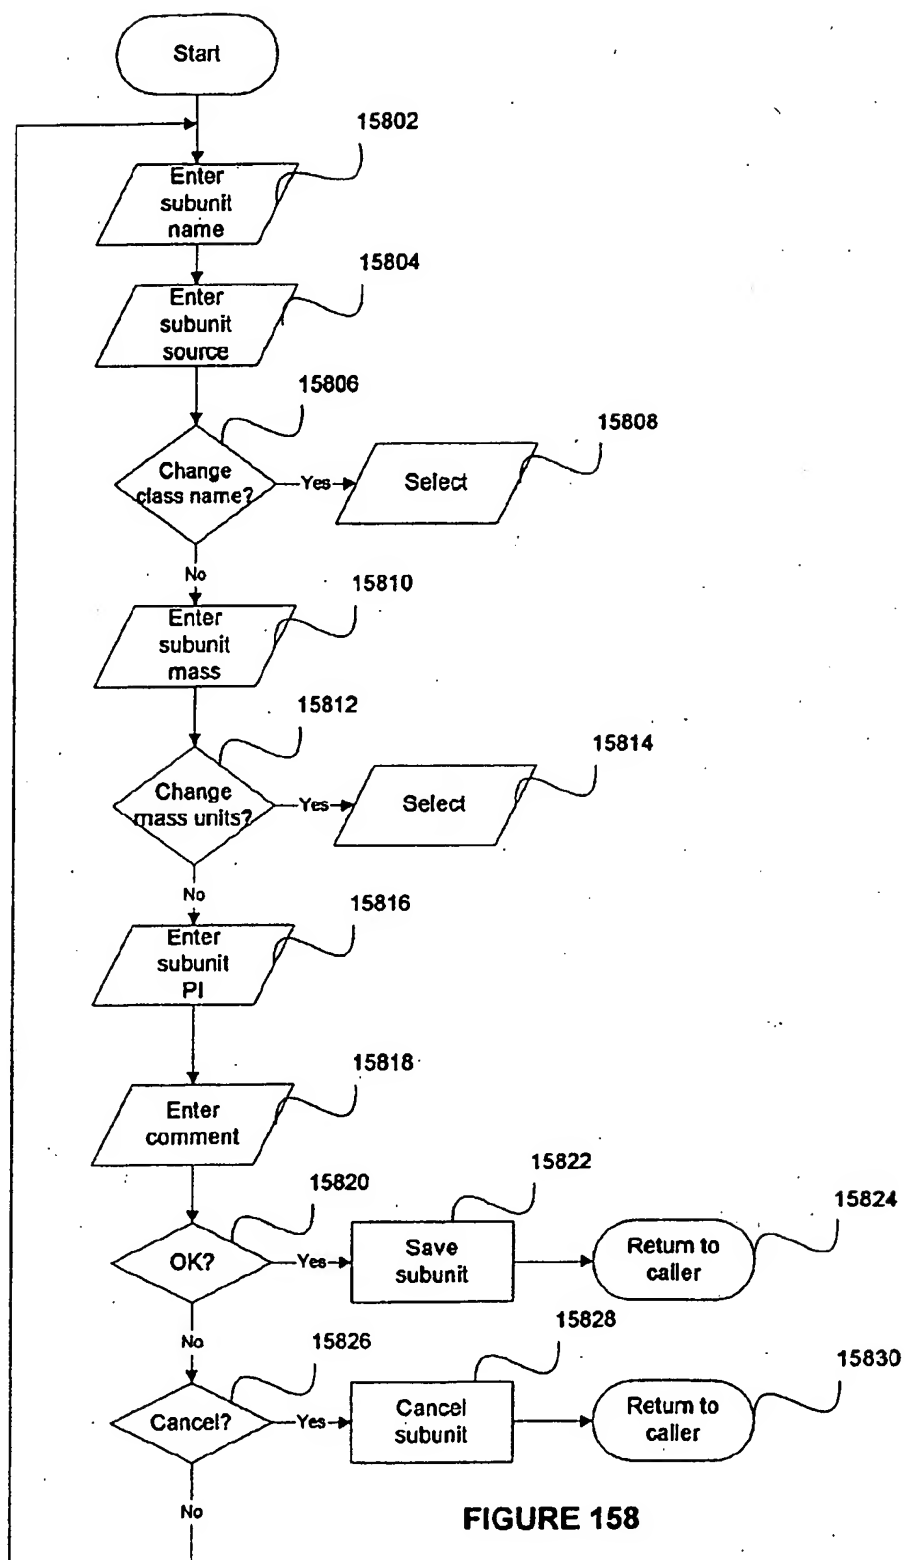 Start
15802
Enter
subunit
name
15804
Enter
subunit
source
15806
15808
Change
class name?
Yes
Select
No
15810
Enter
subunit
mass
15812
15814
Change
mass units?
Yes
Select
No
15816
Enter
subunit
PI
15818
Enter
comment
15820
15822
15824
OK?
Yes
Save
subunit
Return to
caller
No
15826
15828
15830
Cancel?
Yes
Cancel
subunit
Return to
caller
No
FIGURE 158